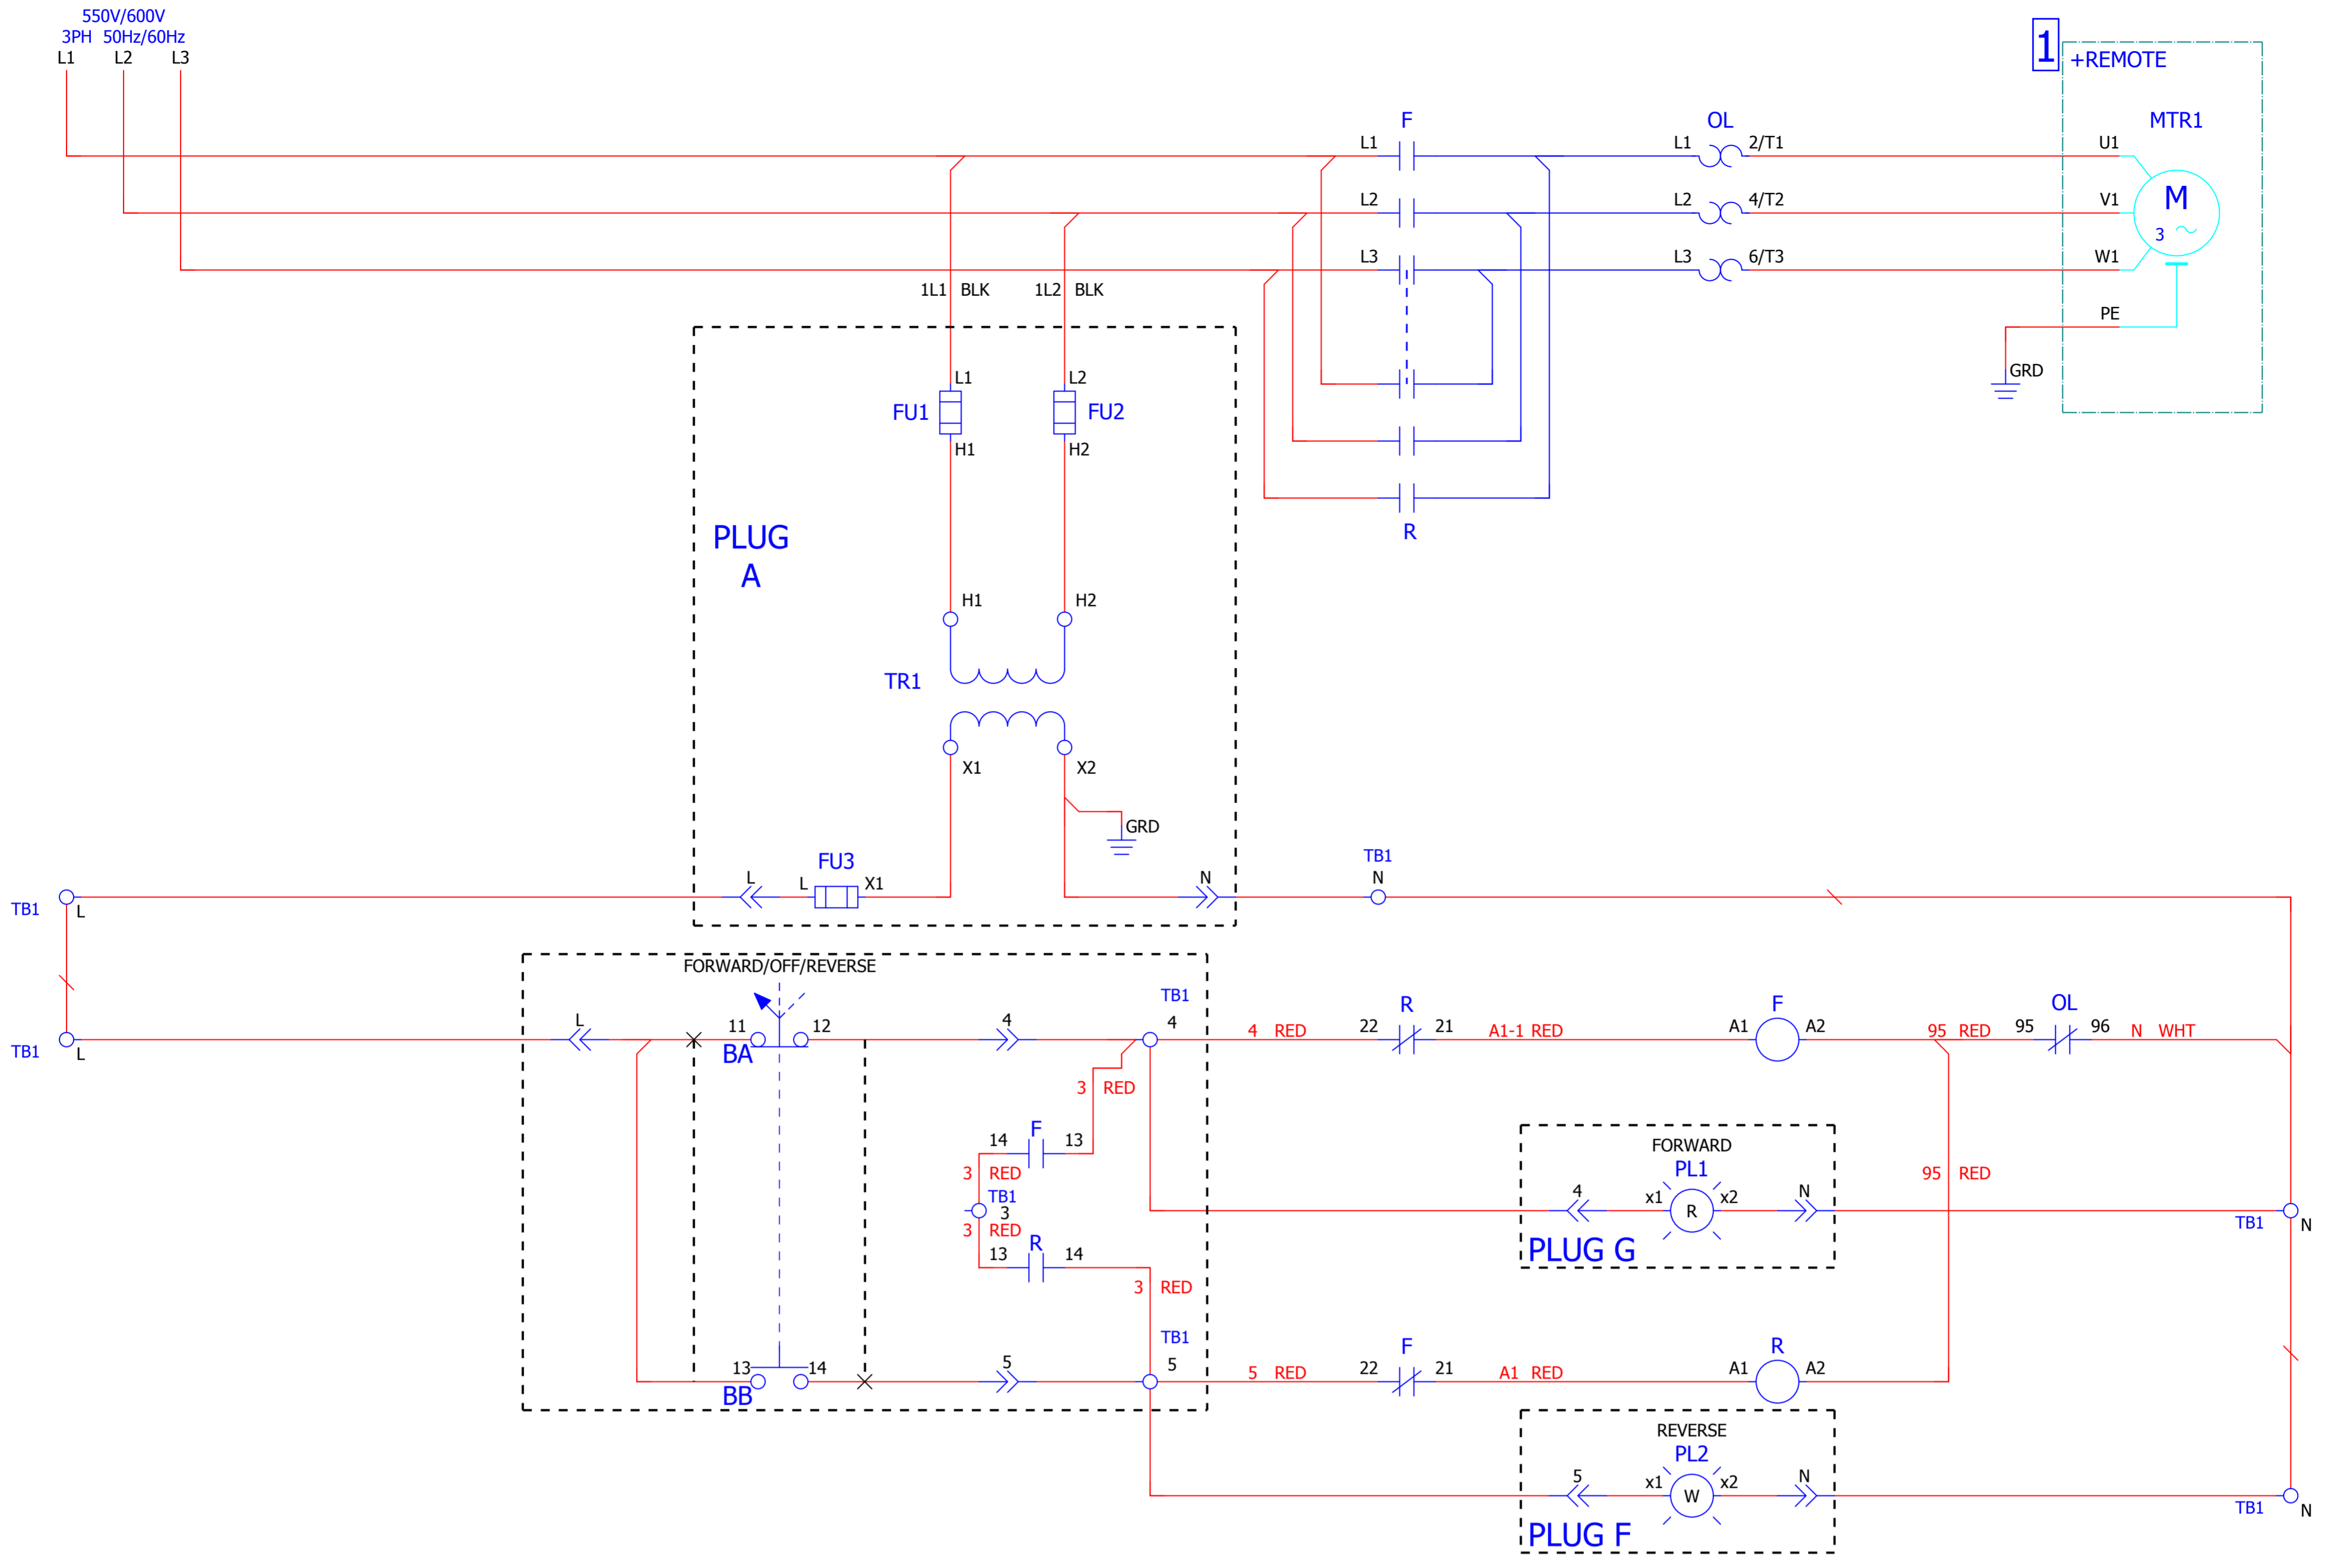 550V/600V
3PH 50Hz/60Hz
L1 L2 L3
1
+REMOTE
F
OL
MTR1
L1
L1 2/T1
U1
L2
L2 4/T2
V1
M
3
L3
L3 6/T3
W1
1L1 BLK
1L2 BLK
PE
GRD
L1
L2
FU1
FU2
H1
H2
R
PLUG
A
H1
H2
TR1
X1
X2
GRD
FU3
L
L
X1
N
TB1
N
TB1
L
FORWARD/OFF/REVERSE
TB1
L
L
11
12
BA
4
TB1
4
4 RED
R
22
21
A1-1 RED
F
A1
A2
95 RED
OL
95
96
N WHT
3 RED
F
14
13
3 RED
TB1
3
3 RED
R
13
14
3 RED
FORWARD
PL1
4
x1
R
x2
N
PLUG G
95 RED
TB1
N
TB1
5
13
14
BB
5
5 RED
F
22
21
A1 RED
R
A1
A2
REVERSE
PL2
5
x1
W
x2
N
PLUG F
TB1
N